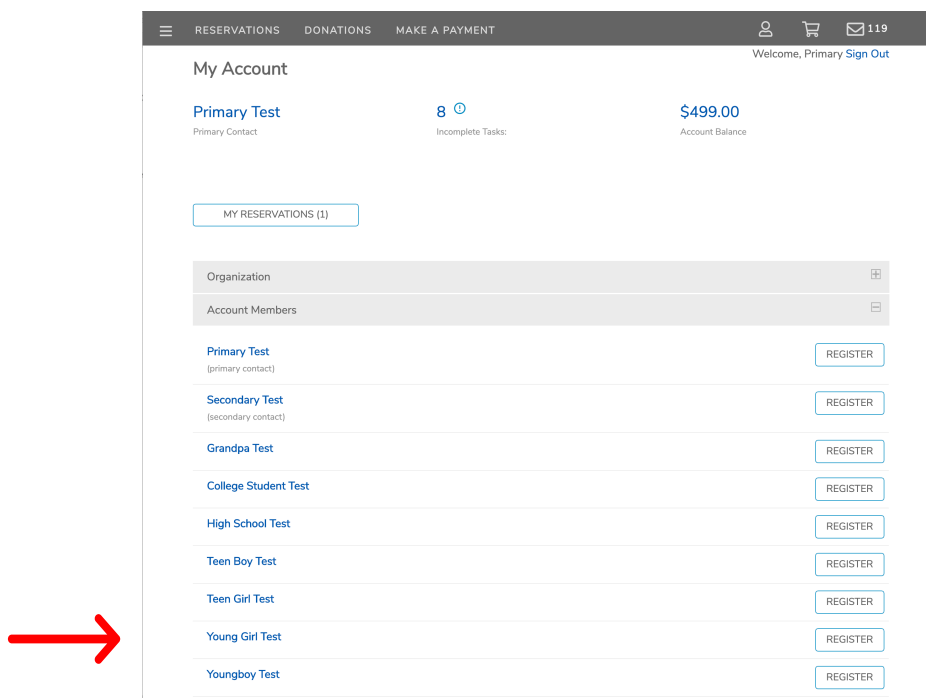 RESERVATIONS DONATIONS MAKE A PAYMENT 119
Welcome, Primary Sign Out
My Account
Primary Test 8 $499.00
Primary Contact Incomplete Tasks: Account Balance
MY RESERVATIONS (1)
Organization
Account Members
Primary Test REGISTER
(primary contact)
Secondary Test REGISTER
(secondary contact)
Grandpa Test REGISTER
College Student Test REGISTER
High School Test REGISTER
Teen Boy Test REGISTER
Teen Girl Test REGISTER
Young Girl Test REGISTER
Youngboy Test REGISTER